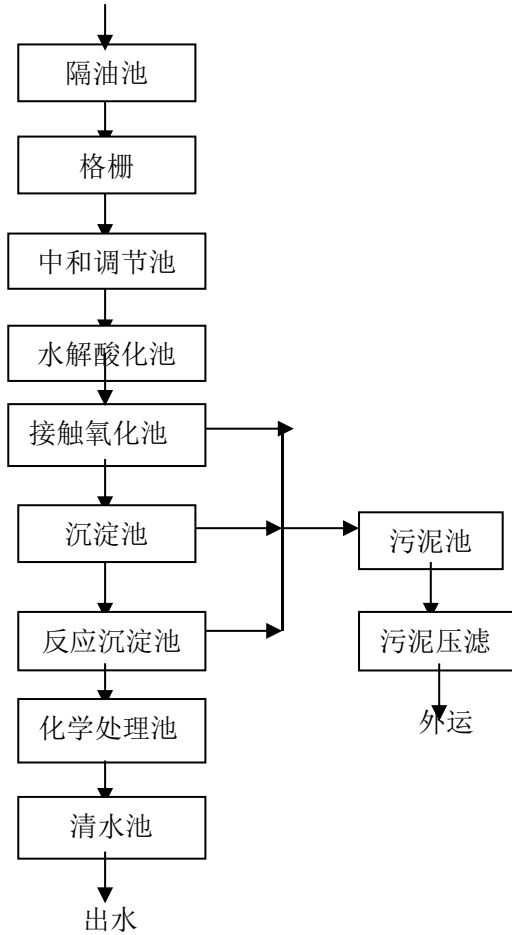 隔油池
格栅
中和调节池
水解酸化池
接触氧化池
沉淀池
反应沉淀池
化学处理池
清水池
出水
污泥池
污泥压滤
外运